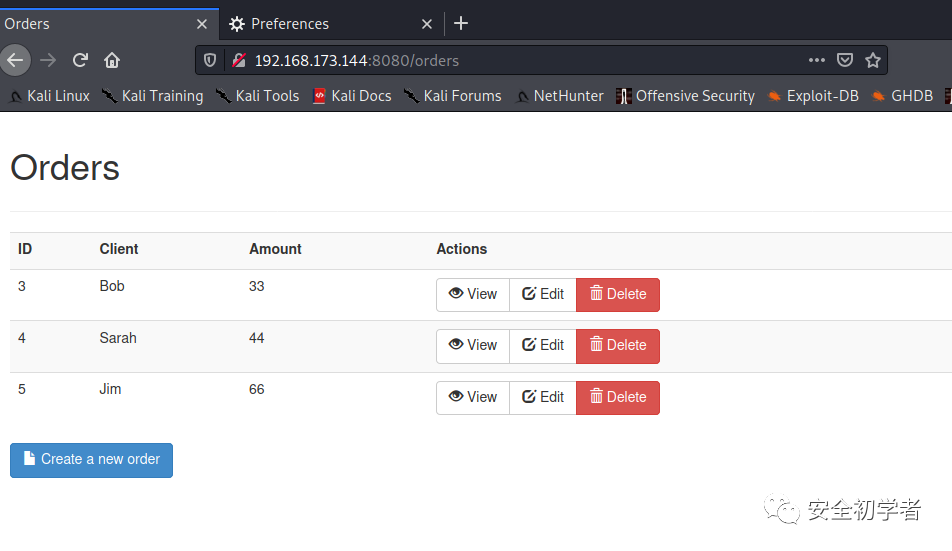 Orders
Preferences
192.168.173.144:8080/orders
Kali Linux Kali Training Kali Tools Kali Docs Kali Forums NetHunter Offensive Security Exploit-DB GHDB
Orders
ID Client Amount Actions
3 Bob 33 View Edit Delete
4 Sarah 44 View Edit Delete
5 Jim 66 View Edit Delete
Create a new order
安全初学者